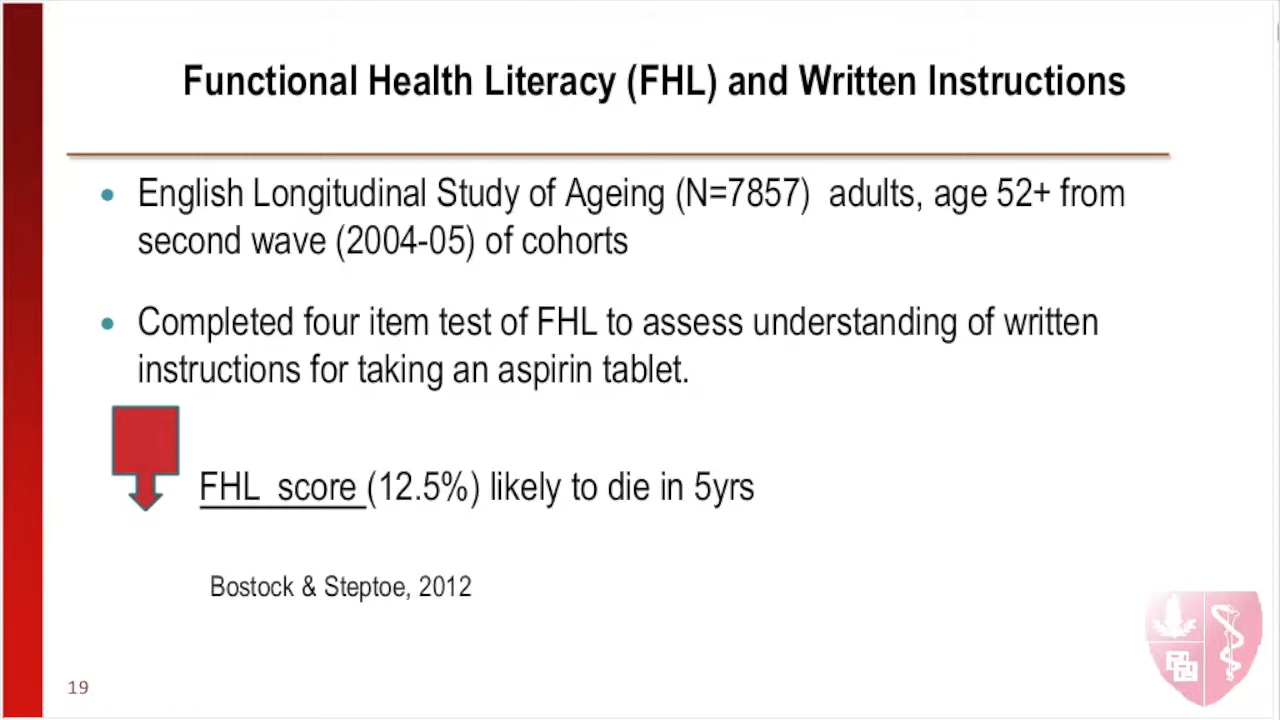 Functional Health Literacy (FHL) and Written Instructions
• English Longitudinal Study of Ageing (N=7857)  adults, age 52+ from
second wave (2004-05) of cohorts
• Completed four item test of FHL to assess understanding of written
instructions for taking an aspirin tablet.
FHL  score (12.5%) likely to die in 5yrs
Bostock & Steptoe, 2012
19